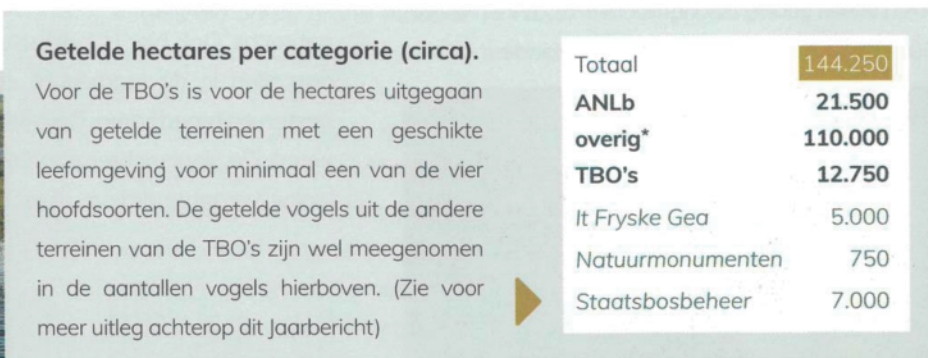 Getelde hectares per categorie (circa).
Voor de TBO's is voor de hectares uitgegaan
van getelde terreinen met een geschikte
leefomgeving voor minimaal een van de vier
hoofdsoorten. De getelde vogels uit de andere
terreinen van de TBO's zijn wel meegenomen
in de aantallen vogels hierboven. (Zie voor
meer uitleg achterop dit Jaarbericht)
Totaal 144.250
ANLb 21.500
overig* 110.000
TBO's 12.750
It Fryske Gea 5.000
Natuurmonumenten 750
Staatsbosbeheer 7.000